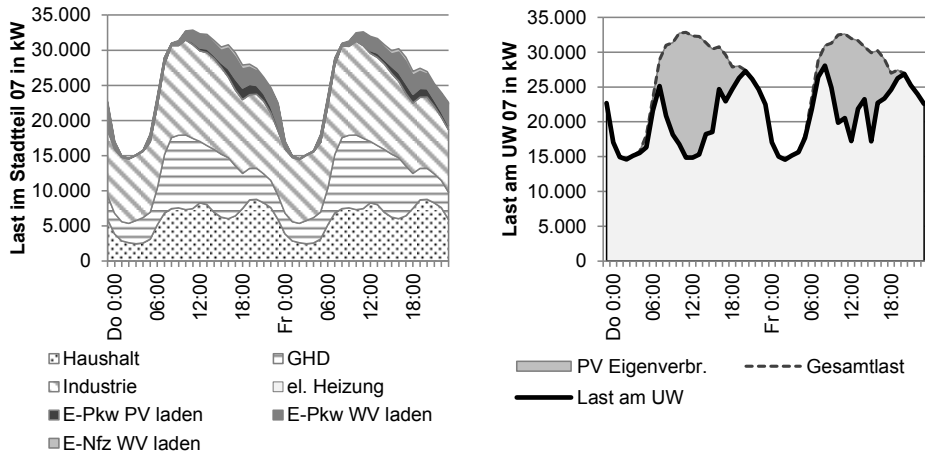 Last im Stadtteil 07 in kW
35.000
30.000
25.000
20.000
15.000
10.000
5.000
0
Do 0:00
06:00
12:00
18:00
Fr 0:00
06:00
12:00
18:00
Haushalt
GHD
Industrie
el. Heizung
E-Pkw PV laden
E-Pkw WV laden
E-Nfz WV laden
Last am UW 07 in kW
35.000
30.000
25.000
20.000
15.000
10.000
5.000
0
Do 0:00
06:00
12:00
18:00
Fr 0:00
06:00
12:00
18:00
PV Eigenverbr.
Gesamtlast
Last am UW